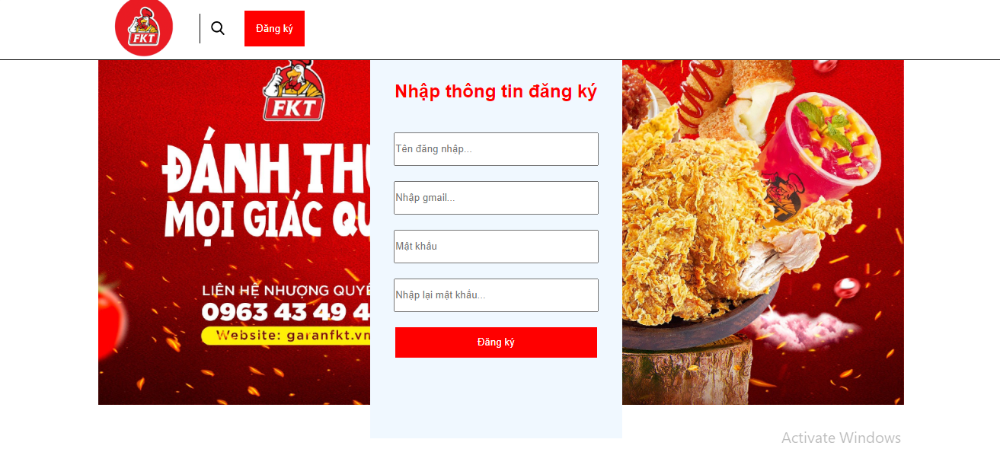 FKT
Đăng ký
FKT
Nhập thông tin đăng ký
ĐÁNH THỨ
MỌI GIÁC QU
Tên đăng nhập...
Nhập gmail...
Mật khẩu
LIÊN HỆ NHƯỢNG QUYỀ
Nhập lại mật khẩu...
0963 43 49 4
Website: garanfkt.vn
Đăng ký
Activate Windows